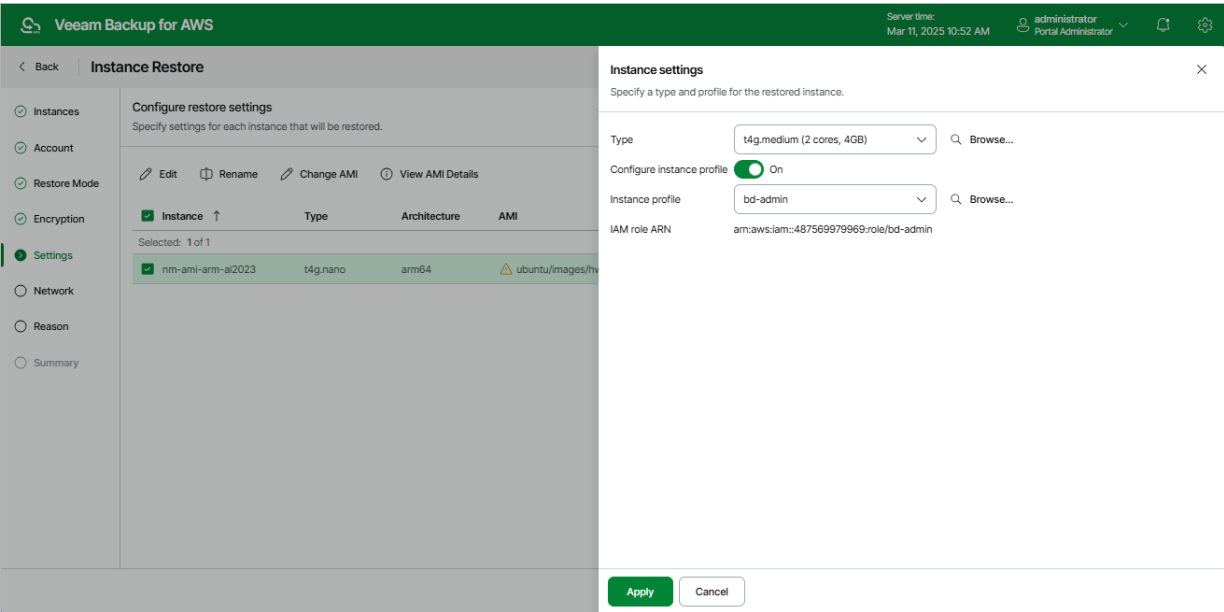 Veeam Backup for AWS
Server time:
Mar 11, 2025 10:52 AM
administrator
Portal Administrator
Back
Instance Restore
Instances
Account
Restore Mode
Encryption
Settings
Network
Reason
Summary
Configure restore settings
Specify settings for each instance that will be restored.
Edit Rename Change AMI View AMI Details
Instance Type Architecture AMI
Selected: 1 of 1
nm-ami-arm-al2023 t4g.nano arm64 ubuntu/images/hv
Instance settings
Specify a type and profile for the restored instance.
Type t4g.medium (2 cores, 4GB) Browse...
Configure instance profile On
Instance profile bd-admin Browse...
IAM role ARN arn:aws:iam::487569979969:role/bd-admin
Apply Cancel